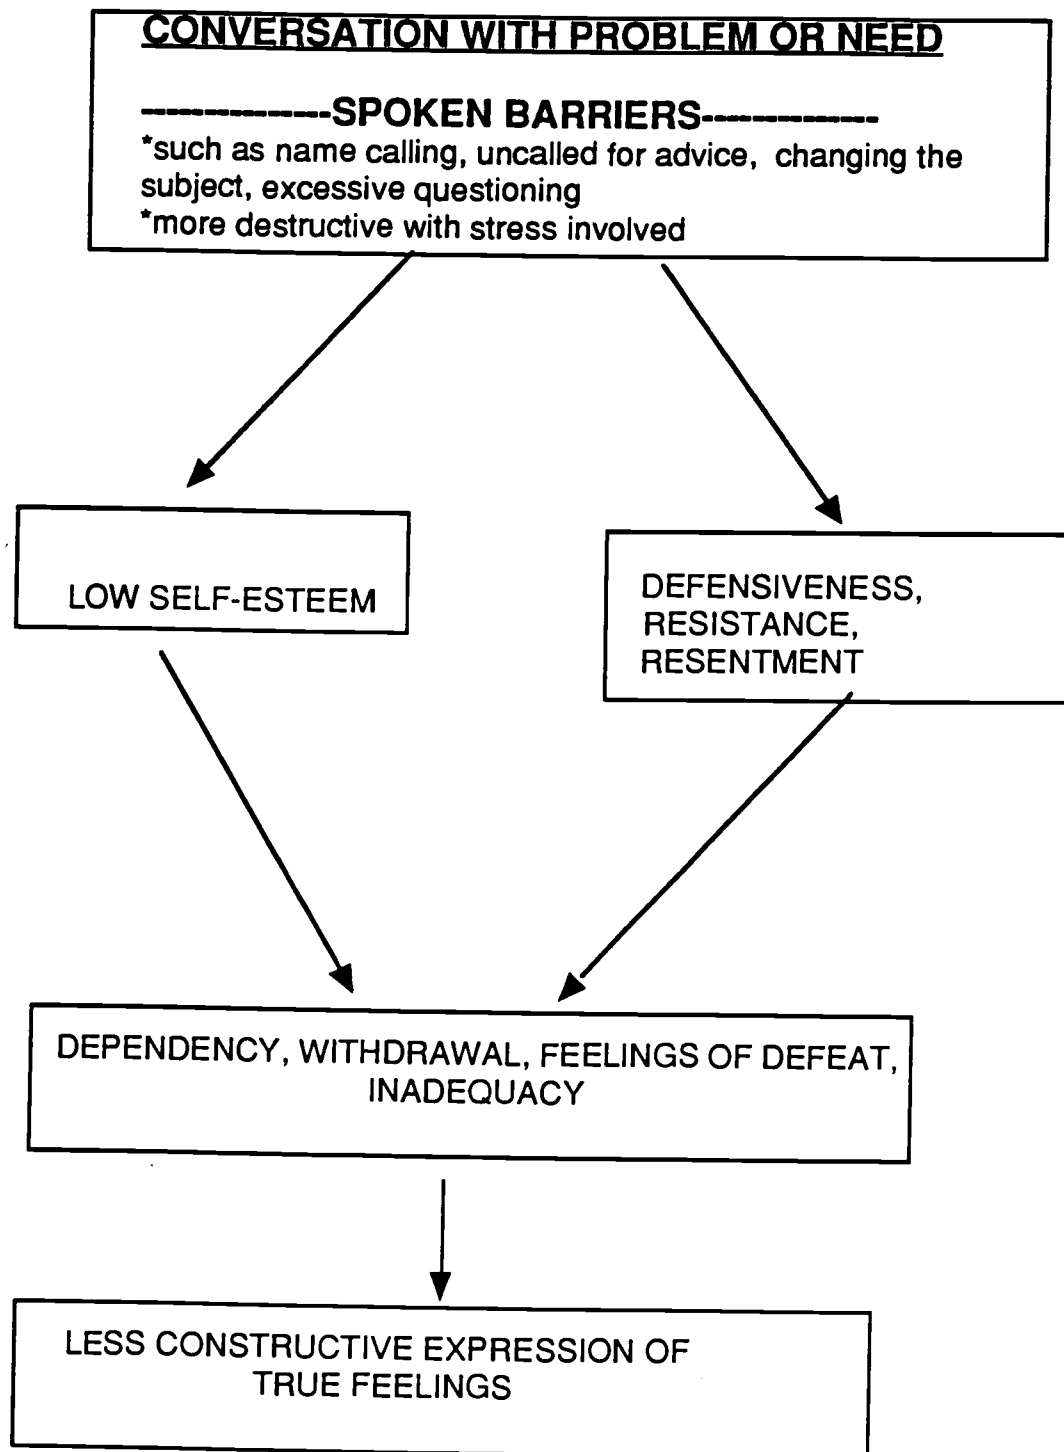 CONVERSATION WITH PROBLEM OR NEED
--------------SPOKEN BARRIERS-------------
*such as name calling, uncalled for advice, changing the
subject, excessive questioning
*more destructive with stress involved
LOW SELF-ESTEEM
DEFENSIVENESS,
RESISTANCE,
RESENTMENT
DEPENDENCY, WITHDRAWAL, FEELINGS OF DEFEAT,
INADEQUACY
LESS CONSTRUCTIVE EXPRESSION OF
TRUE FEELINGS